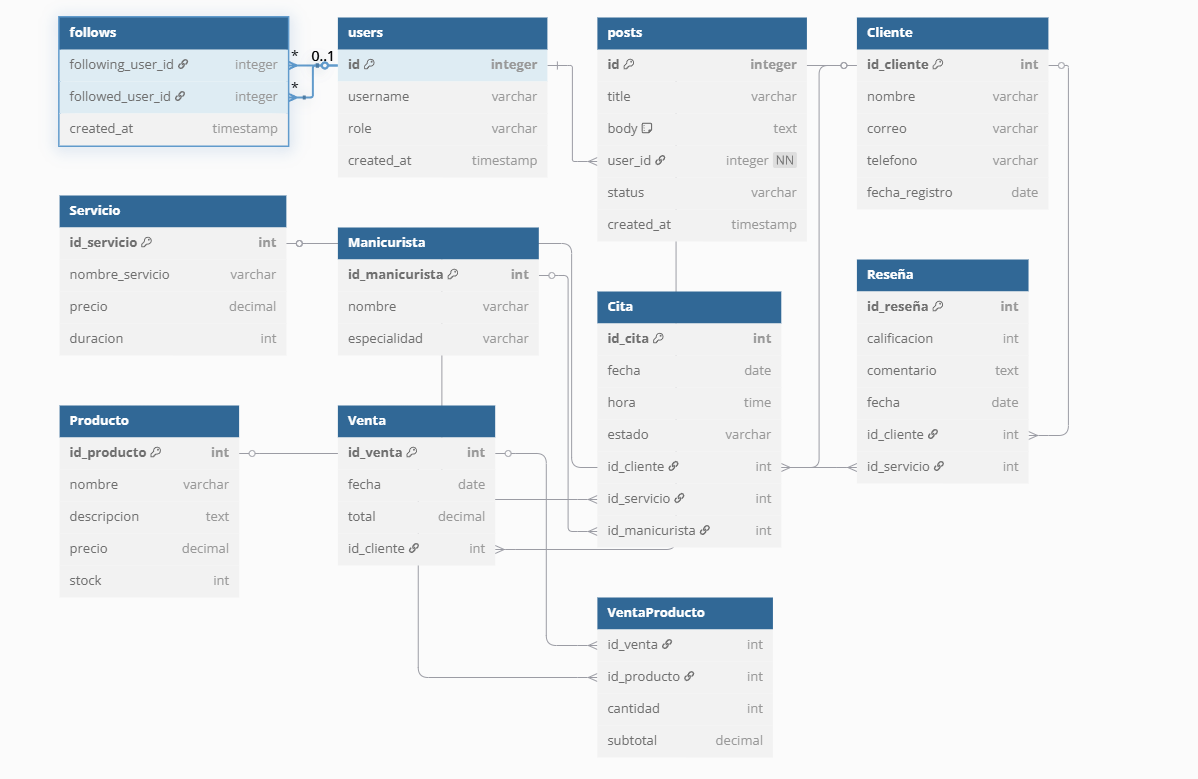 follows
following_user_id integer
followed_user_id integer
created_at timestamp
*
*
0..1
users
id integer
username varchar
role varchar
created_at timestamp
posts
id integer
title varchar
body text
user_id integer NN
status varchar
created_at timestamp
Cliente
id_cliente int
nombre varchar
correo varchar
telefono varchar
fecha_registro date
Servicio
id_servicio int
nombre_servicio varchar
precio decimal
duracion int
Manicurista
id_manicurista int
nombre varchar
especialidad varchar
Cita
id_cita int
fecha date
hora time
estado varchar
id_cliente int
id_servicio int
id_manicurista int
Reseña
id_reseña int
calificacion int
comentario text
fecha date
id_cliente int
id_servicio int
Producto
id_producto int
nombre varchar
descripcion text
precio decimal
stock int
Venta
id_venta int
fecha date
total decimal
id_cliente int
VentaProducto
id_venta int
id_producto int
cantidad int
subtotal decimal